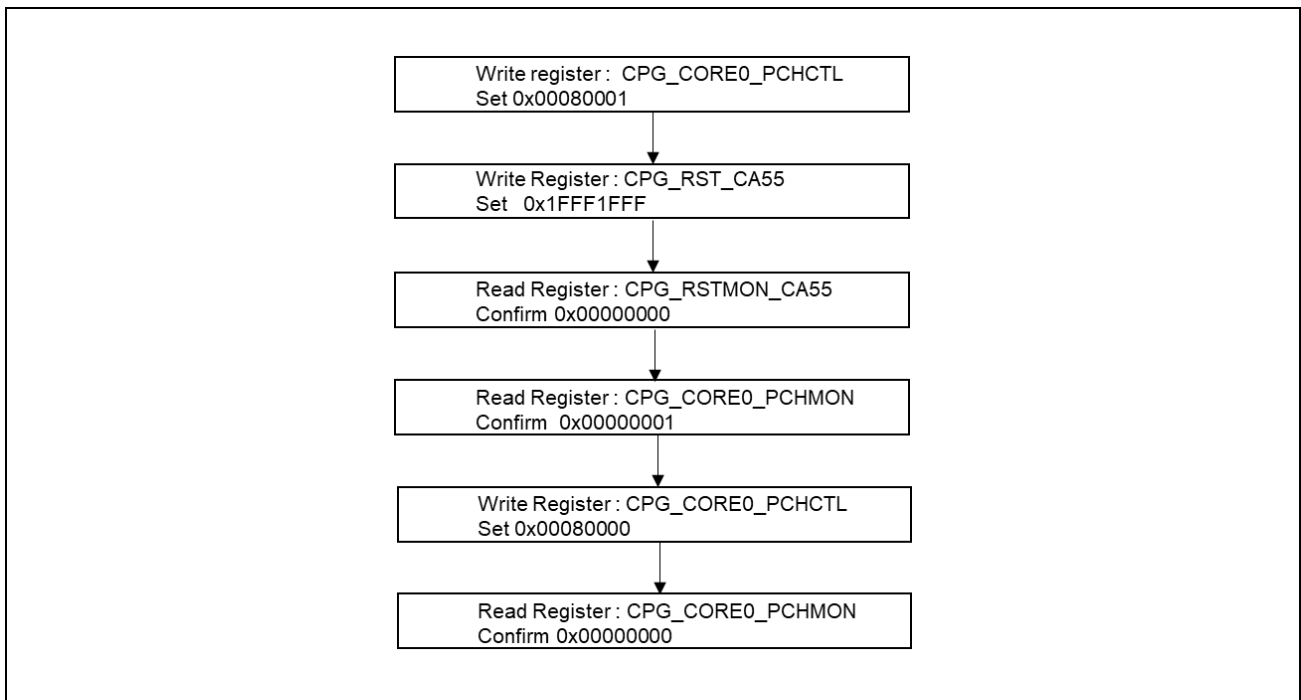 Write register : CPG_CORE0_PCHCTL
Set 0x00080001
Write Register : CPG_RST_CA55
Set 0x1FFF1FFF
Read Register : CPG_RSTMON_CA55
Confirm 0x00000000
Read Register : CPG_CORE0_PCHMON
Confirm 0x00000001
Write Register : CPG_CORE0_PCHCTL
Set 0x00080000
Read Register : CPG_CORE0_PCHMON
Confirm 0x00000000